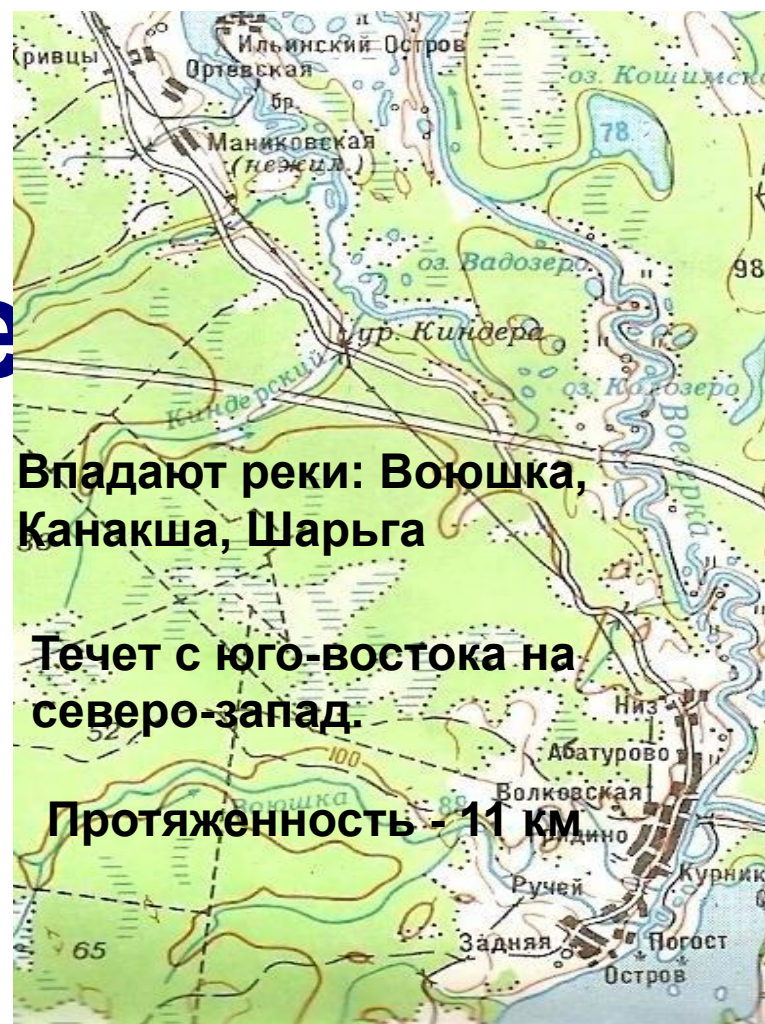 Ильинский Остров
Кривцы
Ортевская
оз. Кошимско
бр.
78
Маниковская
(нежил.)
оз. Вадозеро
98
е
ур. Киндера
Киндерский
оз. Колозеро
Воезерка
Впадают реки: Воюшка,
Канакша, Шарьга
Течет с юго-востока на
северо-запад.
52
Низ
Абатурово
100
Волковская
Воюшка
89
Протяженность - 11 км
Гридино
Ручей
Курник
65
Задняя
Погост
Остров